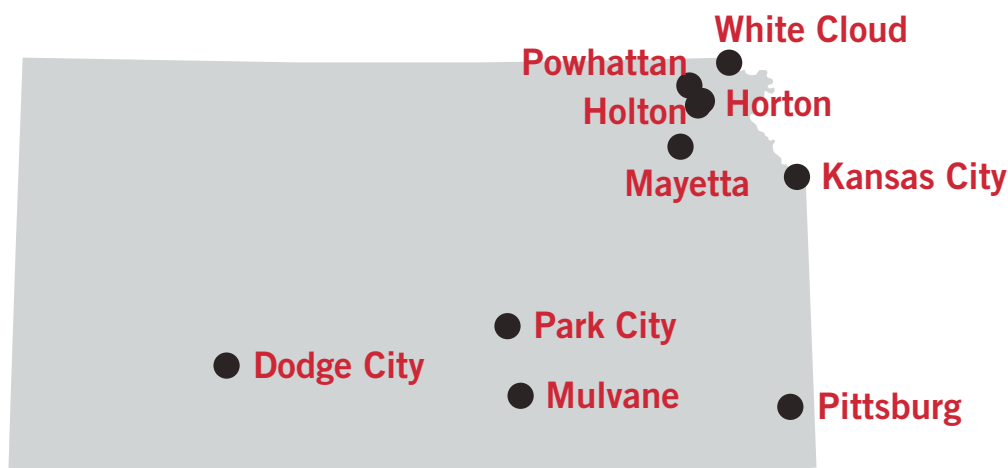 White Cloud
Powhattan
Horton
Holton
Mayetta
Kansas City
Park City
Dodge City
Mulvane
Pittsburg